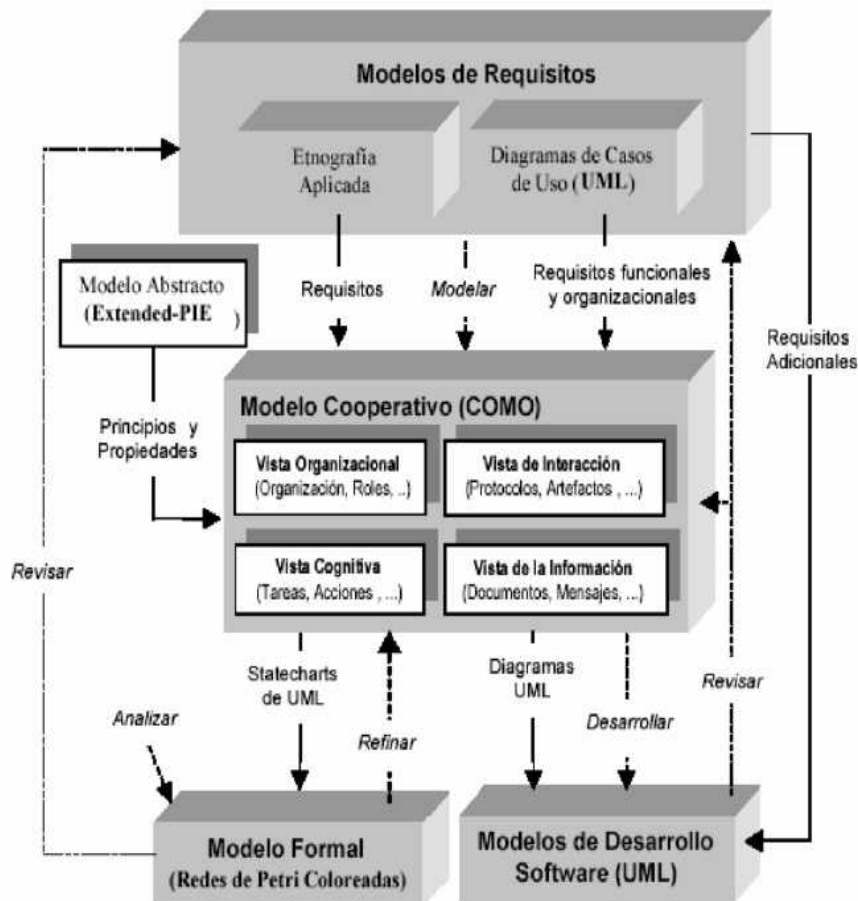 Modelos de Requisitos
Etnografía
Aplicada
Diagramas de Casos
de Uso (UML)
Modelo Abstracto
(Extended-PIE )
Requisitos
Modelar
Requisitos funcionales
y organizacionales
Requisitos
Adicionales
Principios y
Propiedades
Modelo Cooperativo (COMO)
Vista Organizacional
(Organización, Roles, ..)
Vista de Interacción
(Protocolos, Artefactos , ...)
Vista Cognitiva
(Tareas, Acciones , ...)
Vista de la Información
(Documentos, Mensajes, ...)
Revisar
Statecharts
de UML
Diagramas
UML
Revisar
Analizar
Refinar
Desarrollar
Modelo Formal
(Redes de Petri Coloreadas)
Modelos de Desarrollo
Software (UML)